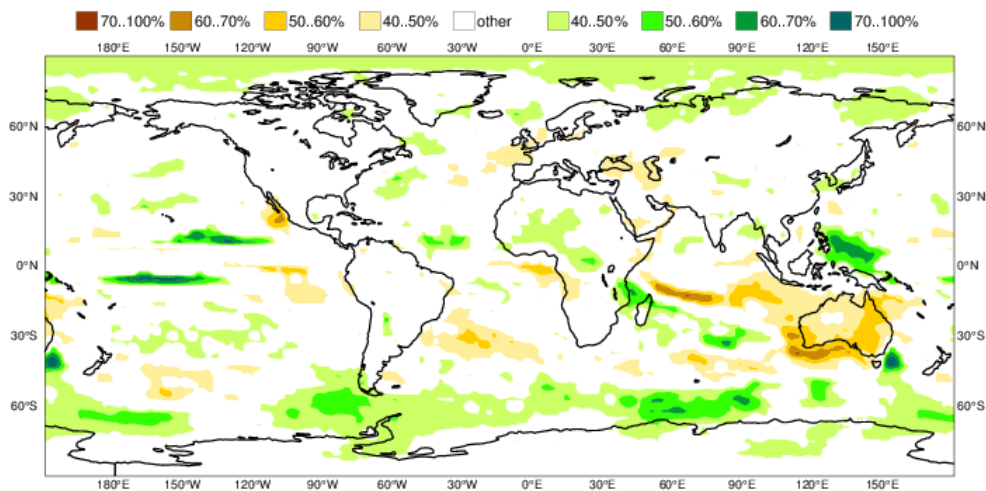 70..100% 60..70% 50..60% 40..50% other 40..50% 50..60% 60..70% 70..100%
180°E 150°W 120°W 90°W 60°W 30°W 0°E 30°E 60°E 90°E 120°E 150°E
60°N 60°N
30°N 30°N
0°N 0°N
30°S 30°S
60°S 60°S
180°E 150°W 120°W 90°W 60°W 30°W 0°E 30°E 60°E 90°E 120°E 150°E